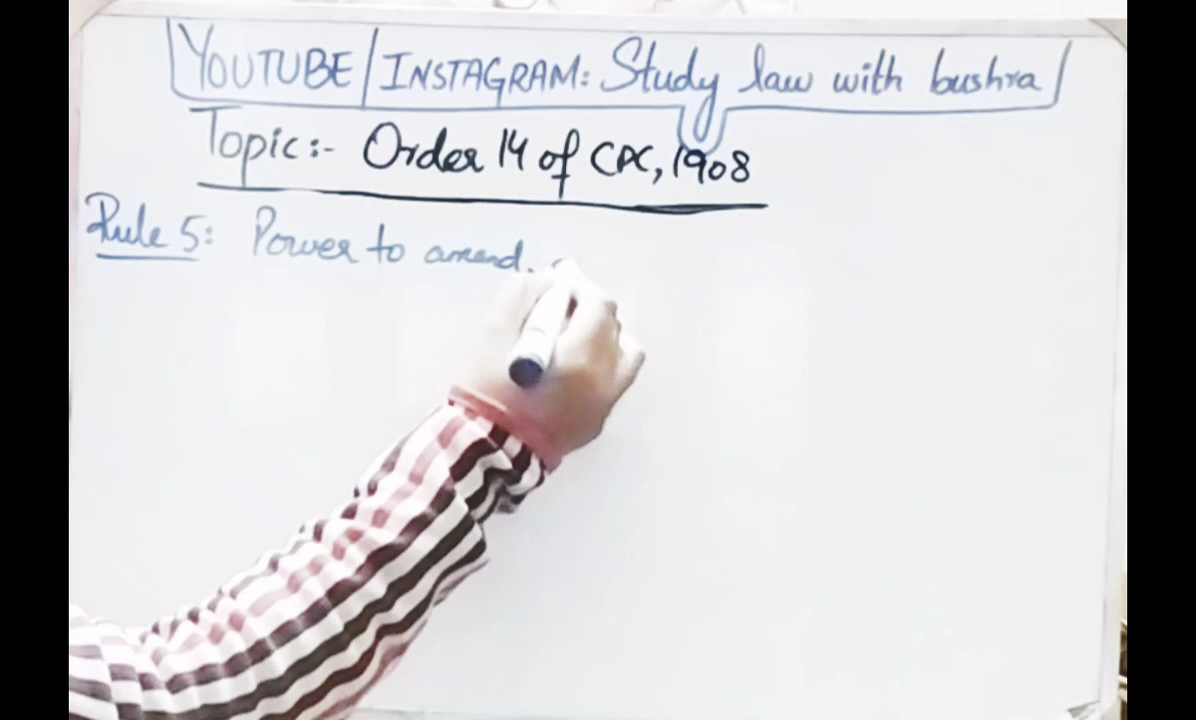 YOUTUBE/INSTAGRAM: Study law with bushra
Topic:- Order 14 of CPC, 1908
Rule 5: Power to amend.